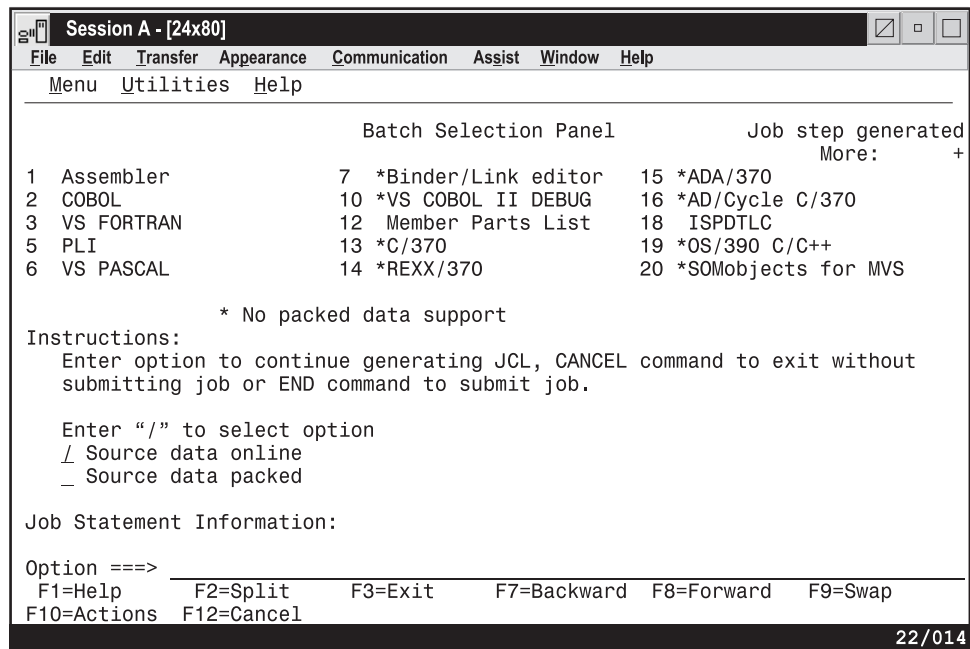 Session A - [24x80]
File Edit Transfer Appearance Communication Assist Window Help
Menu Utilities Help
Batch Selection Panel Job step generated
More: +
1 Assembler 7 *Binder/Link editor 15 *ADA/370
2 COBOL 10 *VS COBOL II DEBUG 16 *AD/Cycle C/370
3 VS FORTRAN 12 Member Parts List 18 ISPDTLC
5 PLI 13 *C/370 19 *OS/390 C/C++
6 VS PASCAL 14 *REXX/370 20 *SOMobjects for MVS
* No packed data support
Instructions:
Enter option to continue generating JCL, CANCEL command to exit without
submitting job or END command to submit job.
Enter “/” to select option
/ Source data online
_ Source data packed
Job Statement Information:
Option ===>
F1=Help F2=Split F3=Exit F7=Backward F8=Forward F9=Swap
F10=Actions F12=Cancel
22/014